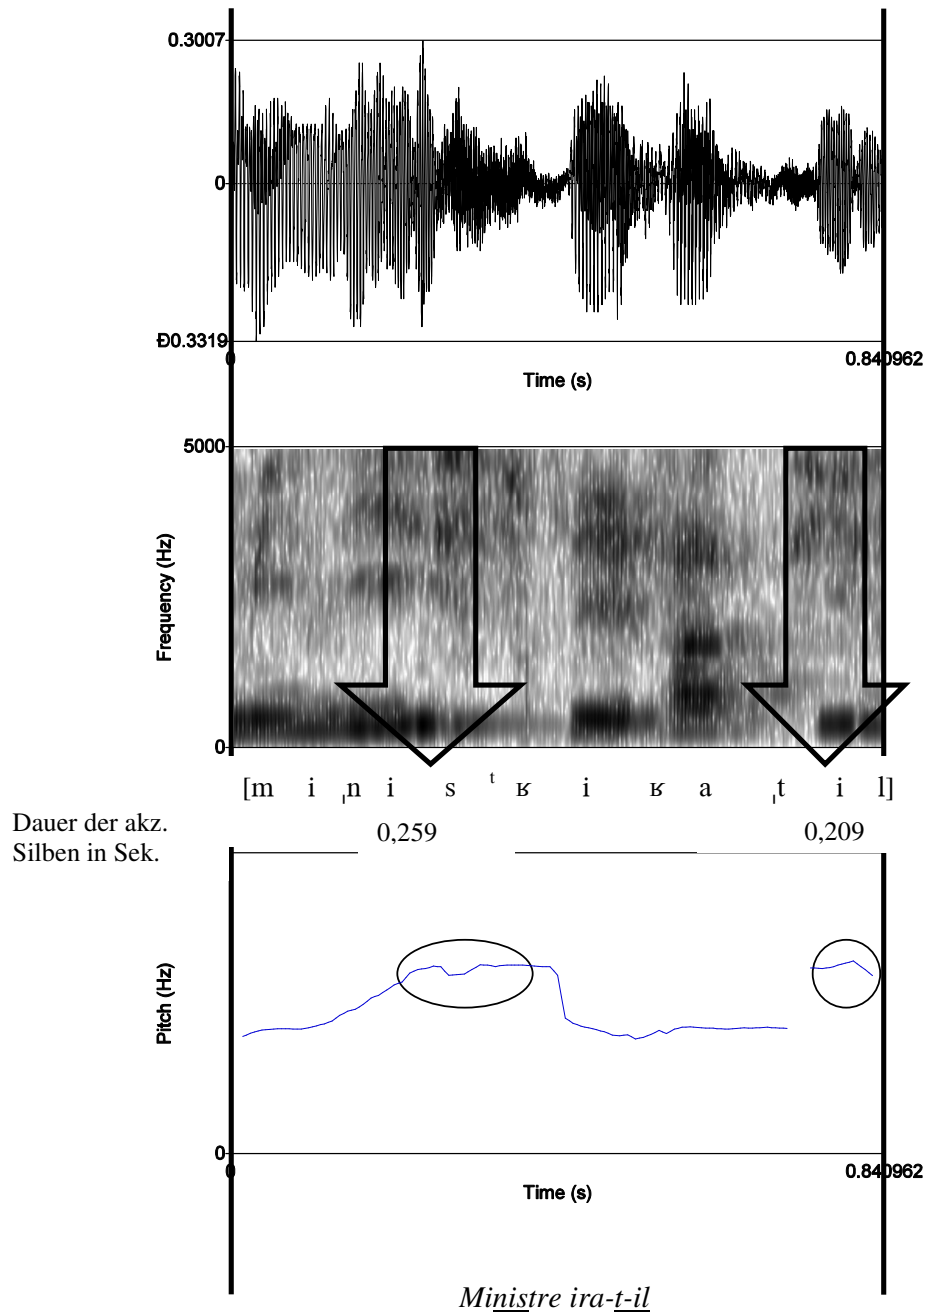 0.3007
0
Ð0.3319
0 0.840962
Time (s)
5000
Frequency (Hz)
0
[m i ˌn i s ᵗ ʁ i ʁ a ˌt i l]
Dauer der akz.
Silben in Sek.
0,259 0,209
Pitch (Hz)
0
0 0.840962
Time (s)
Ministre ira-t-il